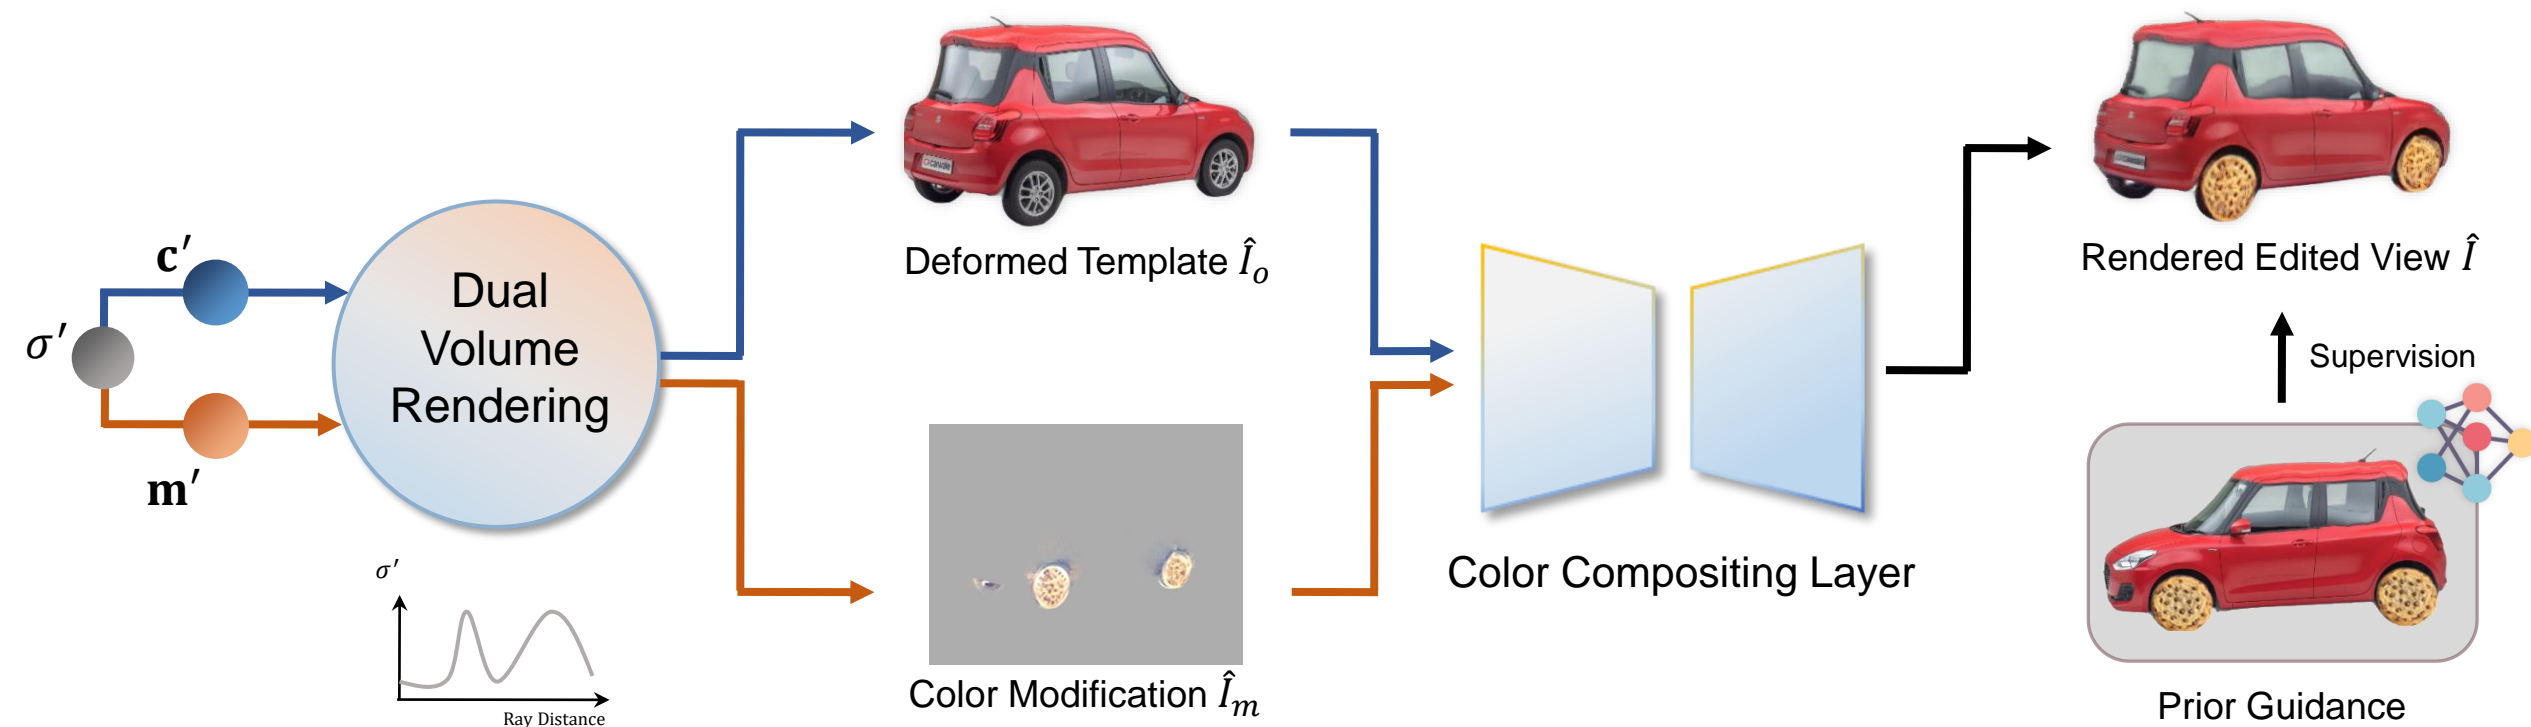 c′
σ′
m′
Dual
Volume
Rendering
σ′
Ray Distance
Deformed Template Î_o
Color Modification Î_m
Color Compositing Layer
Rendered Edited View Î
Supervision
Prior Guidance